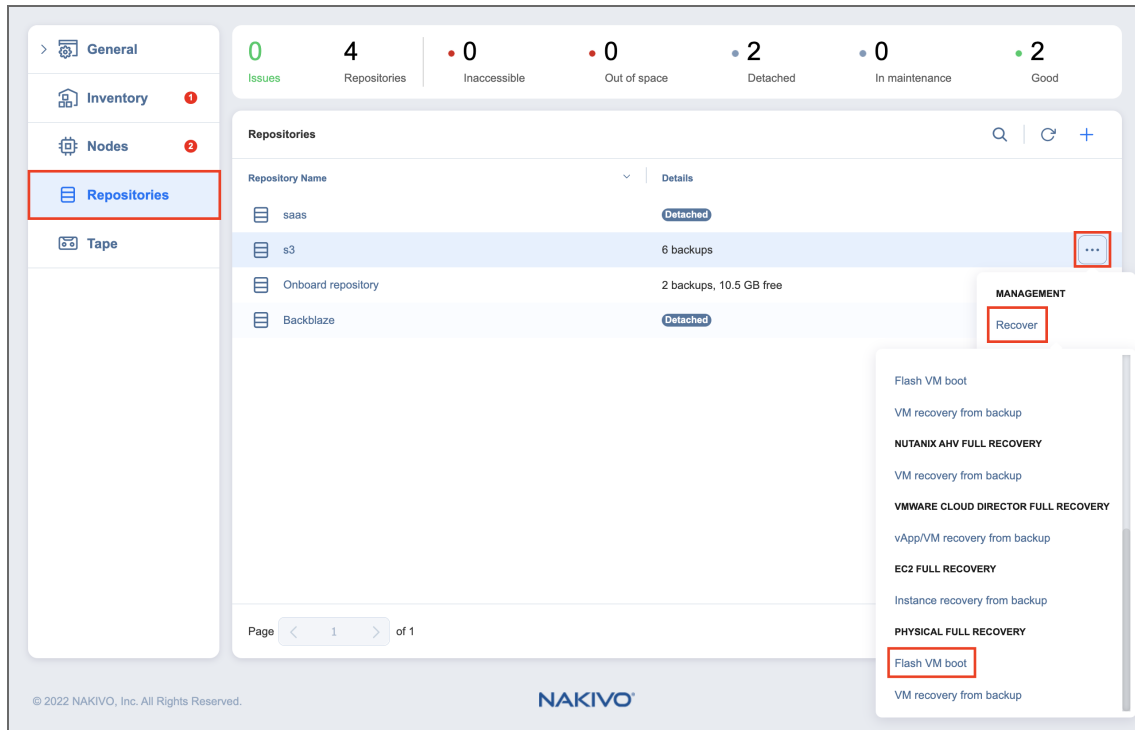 General
Inventory 1
Nodes 2
Repositories
Tape
0 4 0 0 2 0 2
Issues Repositories Inaccessible Out of space Detached In maintenance Good
Repositories
Repository Name Details
saas Detached
s3 6 backups
Onboard repository 2 backups, 10.5 GB free
Backblaze Detached
MANAGEMENT
Recover
Flash VM boot
VM recovery from backup
NUTANIX AHV FULL RECOVERY
VM recovery from backup
VMWARE CLOUD DIRECTOR FULL RECOVERY
vApp/VM recovery from backup
EC2 FULL RECOVERY
Instance recovery from backup
PHYSICAL FULL RECOVERY
Flash VM boot
VM recovery from backup
Page 1 of 1
© 2022 NAKIVO, Inc. All Rights Reserved.
NAKIVO®